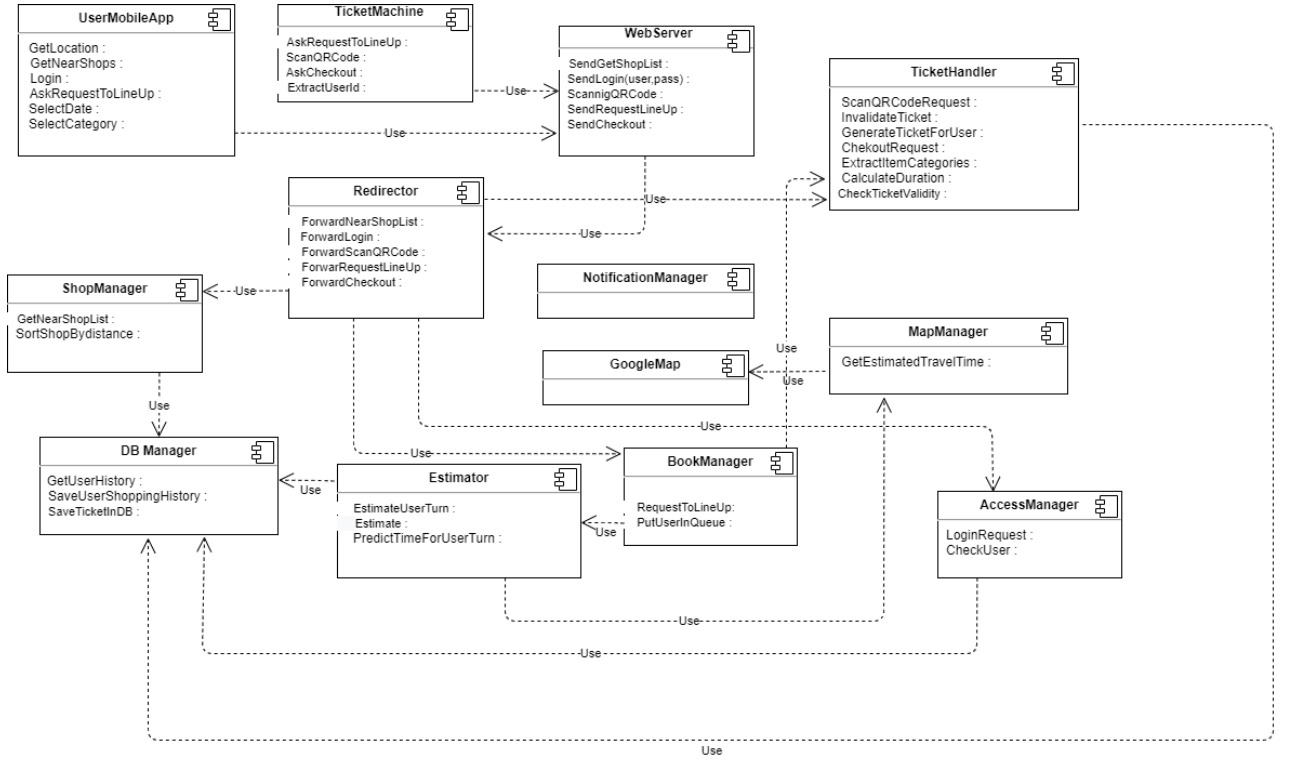 UserMobileApp
GetLocation :
GetNearShops :
Login :
AskRequestToLineUp :
SelectDate :
SelectCategory :
TicketMachine
AskRequestToLineUp :
ScanQRCode :
AskCheckout :
ExtractUserId :
WebServer
SendGetShopList :
SendLogin(user,pass) :
ScannigQRCode :
SendRequestLineUp :
SendCheckout :
TicketHandler
ScanQRCodeRequest :
InvalidateTicket :
GenerateTicketForUser :
ChekoutRequest :
ExtractItemCategories :
CalculateDuration :
CheckTicketValidity :
Use
Use
Redirector
ForwardNearShopList :
ForwardLogin :
ForwardScanQRCode :
ForwarRequestLineUp :
ForwardCheckout :
Use
Use
ShopManager
GetNearShopList :
SortShopBydistance :
Use
NotificationManager
GoogleMap
MapManager
GetEstimatedTravelTime :
Use
Use
Use
Use
DB Manager
GetUserHistory :
SaveUserShoppingHistory :
SaveTicketInDB :
Use
Estimator
EstimateUserTurn :
Estimate :
PredictTimeForUserTurn :
Use
BookManager
RequestToLineUp:
PutUserInQueue :
Use
AccessManager
LoginRequest :
CheckUser :
Use
Use
Use